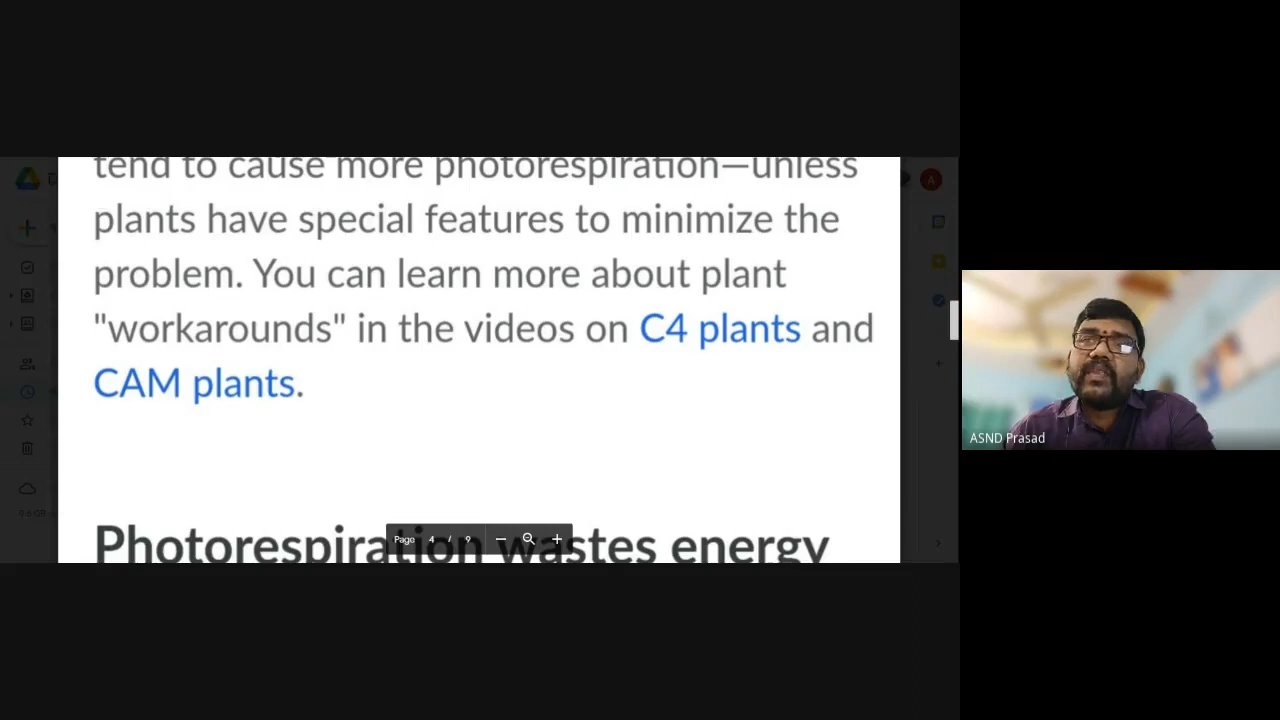 tend to cause more photorespiration—unless
plants have special features to minimize the
problem. You can learn more about plant
"workarounds" in the videos on C4 plants and
CAM plants.
Photorespiration wastes energy
Page 4 / 9
A
ASND Prasad